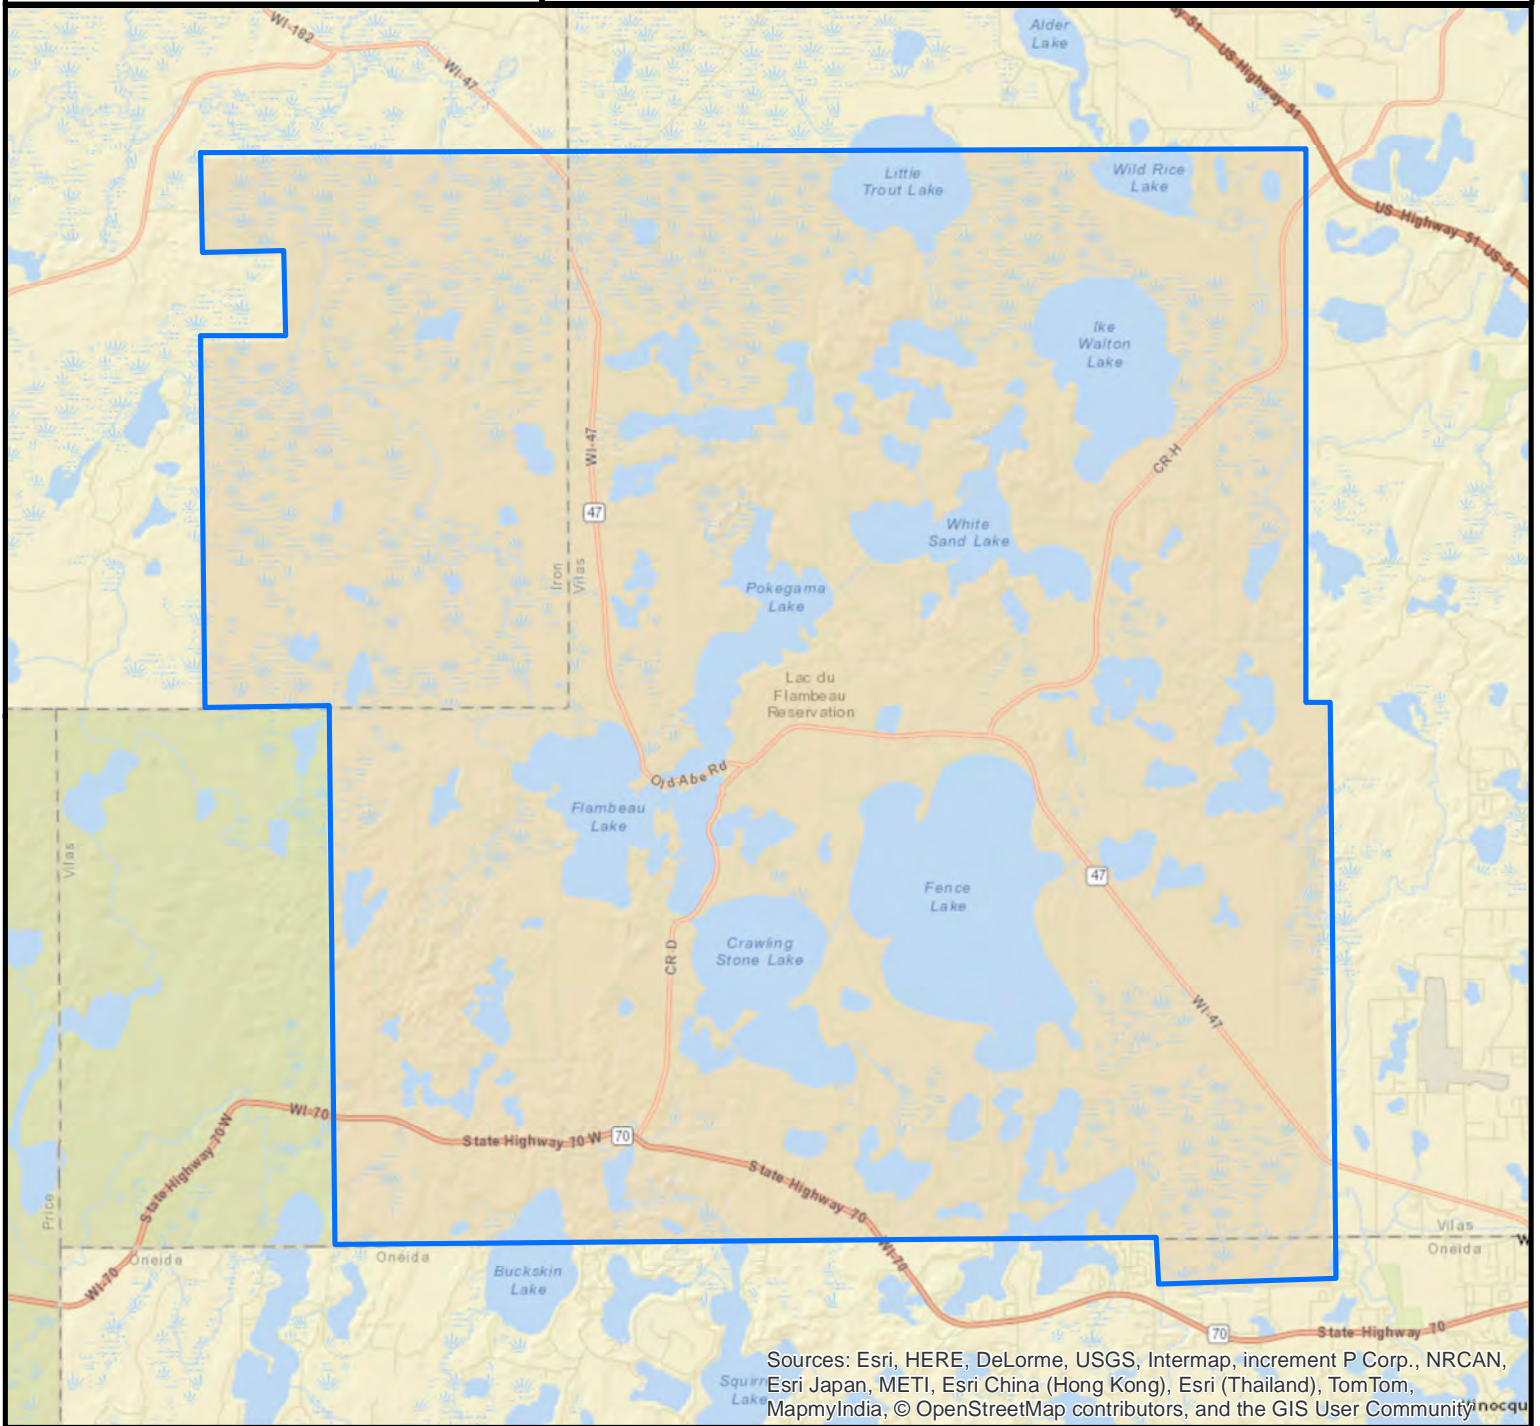 WI-182
WI-47
Alder
Lake
US Highway 51
US Highway 51 US-51
Little
Trout Lake
Wild Rice
Lake
Ike
Walton
Lake
WI-47
47
CR-H
White
Sand Lake
Iron
Vilas
Pokegama
Lake
Lac du
Flambeau
Reservation
Old Abe Rd
Flambeau
Lake
Vilas
47
Fence
Lake
CR-D
Crawling
Stone Lake
WI-47
WI-70
State Highway 70 W
State Highway 70 W
70
State Highway 70
Price
WI-70
Vilas
Oneida
Oneida
Oneida
WI-70
Buckskin
Lake
70
State Highway 70
Lake
Sources: Esri, HERE, DeLorme, USGS, Intermap, increment P Corp., NRCAN,
Esri Japan, METI, Esri China (Hong Kong), Esri (Thailand), TomTom,
MapmyIndia, © OpenStreetMap contributors, and the GIS User Community